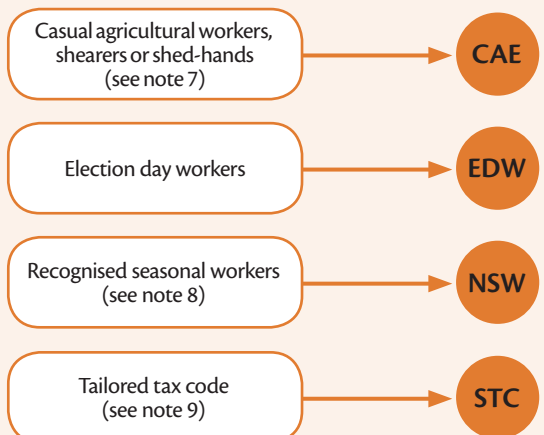 Casual agricultural workers,
shearers or shed-hands
(see note 7)
CAE
Election day workers
EDW
Recognised seasonal workers
(see note 8)
NSW
Tailored tax code
(see note 9)
STC